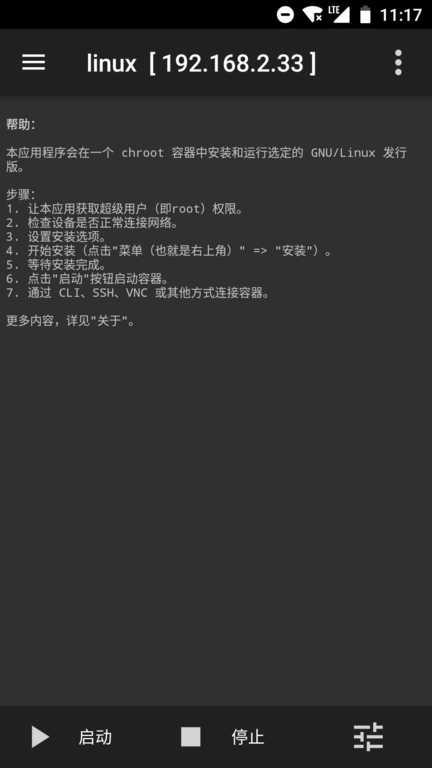 LTE 11:17
linux [ 192.168.2.33 ]
帮助：
本应用程序会在一个 chroot 容器中安装和运行选定的 GNU/Linux 发行
版。
步骤：
1. 让本应用获取超级用户（即root）权限。
2. 检查设备是否正常连接网络。
3. 设置安装选项。
4. 开始安装（点击"菜单（也就是右上角）" => "安装"）。
5. 等待安装完成。
6. 点击"启动"按钮启动容器。
7. 通过 CLI、SSH、VNC 或其他方式连接容器。
更多内容，详见"关于"。
启动 停止